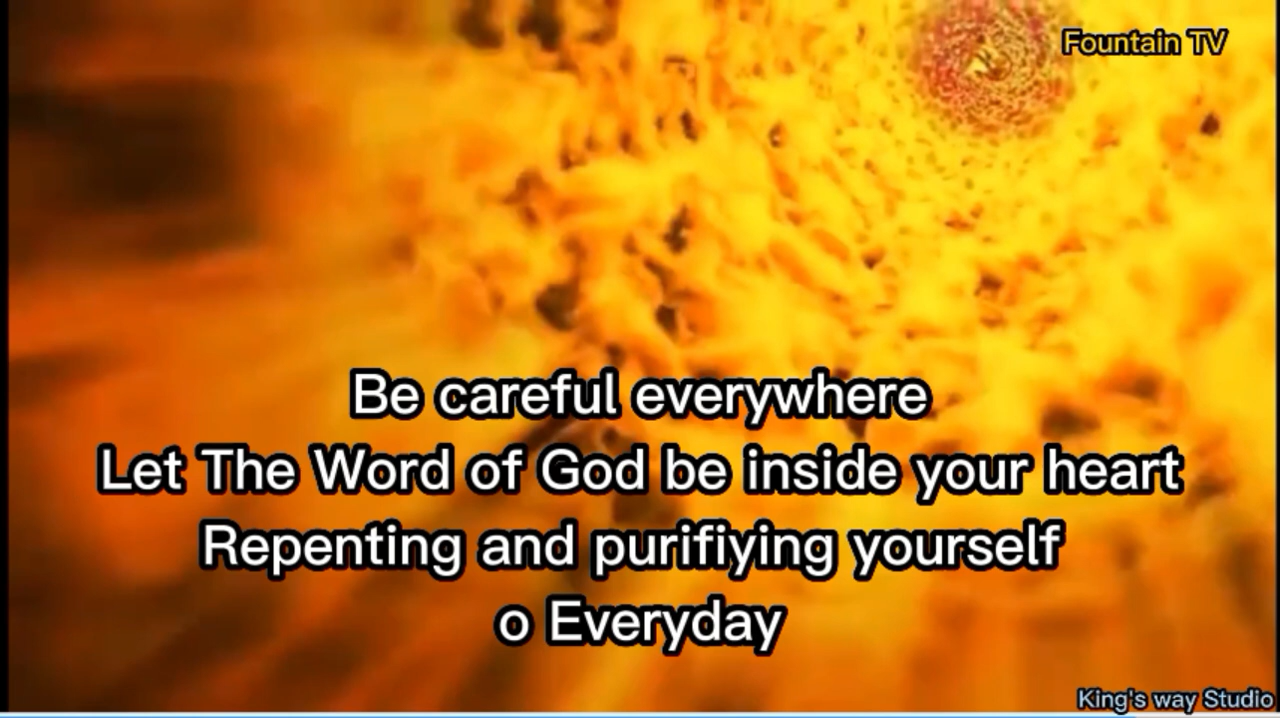 Fountain TV
Be careful everywhere
Let The Word of God be inside your heart
Repenting and purifiying yourself
o Everyday
King's way Studio